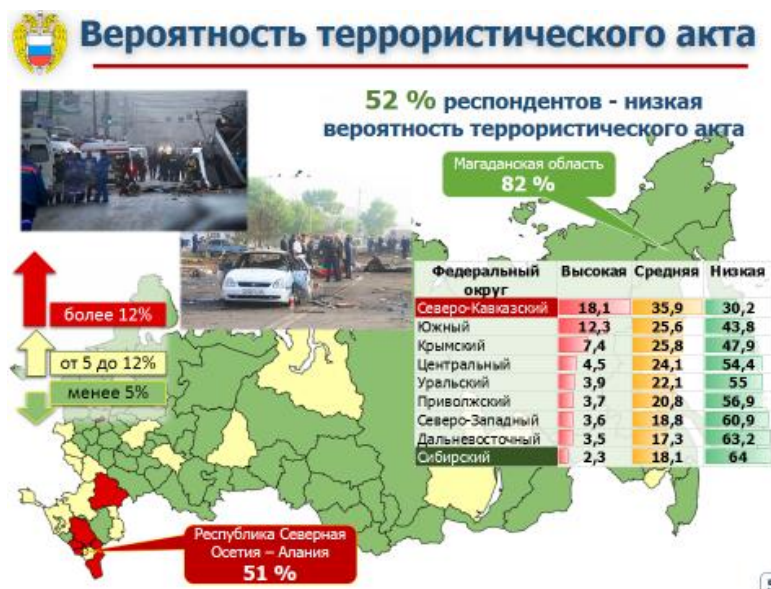 Вероятность террористического акта
52 % респондентов - низкая
вероятность террористического акта
Магаданская область
82 %
более 12%
от 5 до 12%
менее 5%
Федеральный округ Высокая Средняя Низкая
Северо-Кавказский 18,1 35,9 30,2
Южный 12,3 25,6 43,8
Крымский 7,4 25,8 47,9
Центральный 4,5 24,1 54,4
Уральский 3,9 22,1 55
Приволжский 3,7 20,8 56,9
Северо-Западный 3,6 18,8 60,9
Дальневосточный 3,5 17,3 63,2
Сибирский 2,3 18,1 64
Республика Северная
Осетия – Алания
51 %